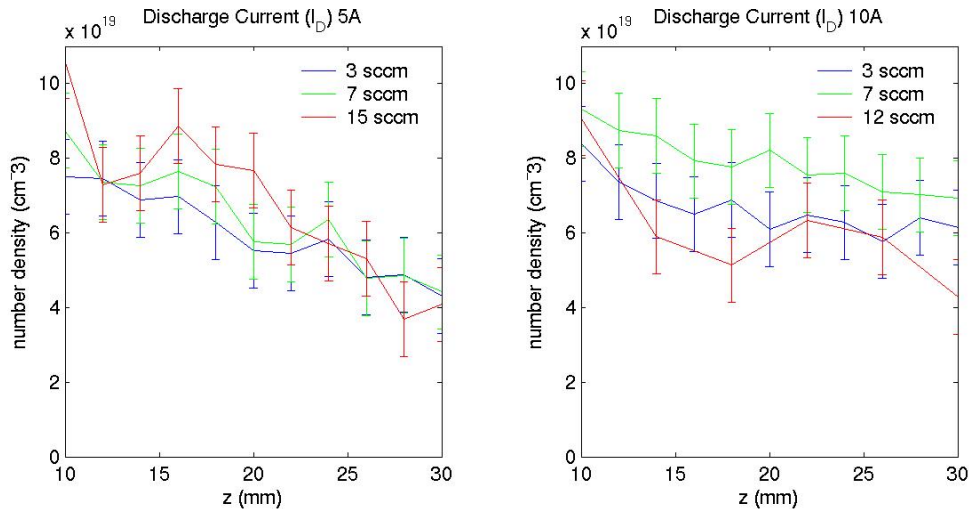 Discharge Current (I_D) 5A
x 10^19
3 sccm
7 sccm
15 sccm
10
8
6
4
2
0
number density (cm^-3)
10 15 20 25 30
z (mm)
Discharge Current (I_D) 10A
x 10^19
3 sccm
7 sccm
12 sccm
10
8
6
4
2
0
number density (cm^-3)
10 15 20 25 30
z (mm)